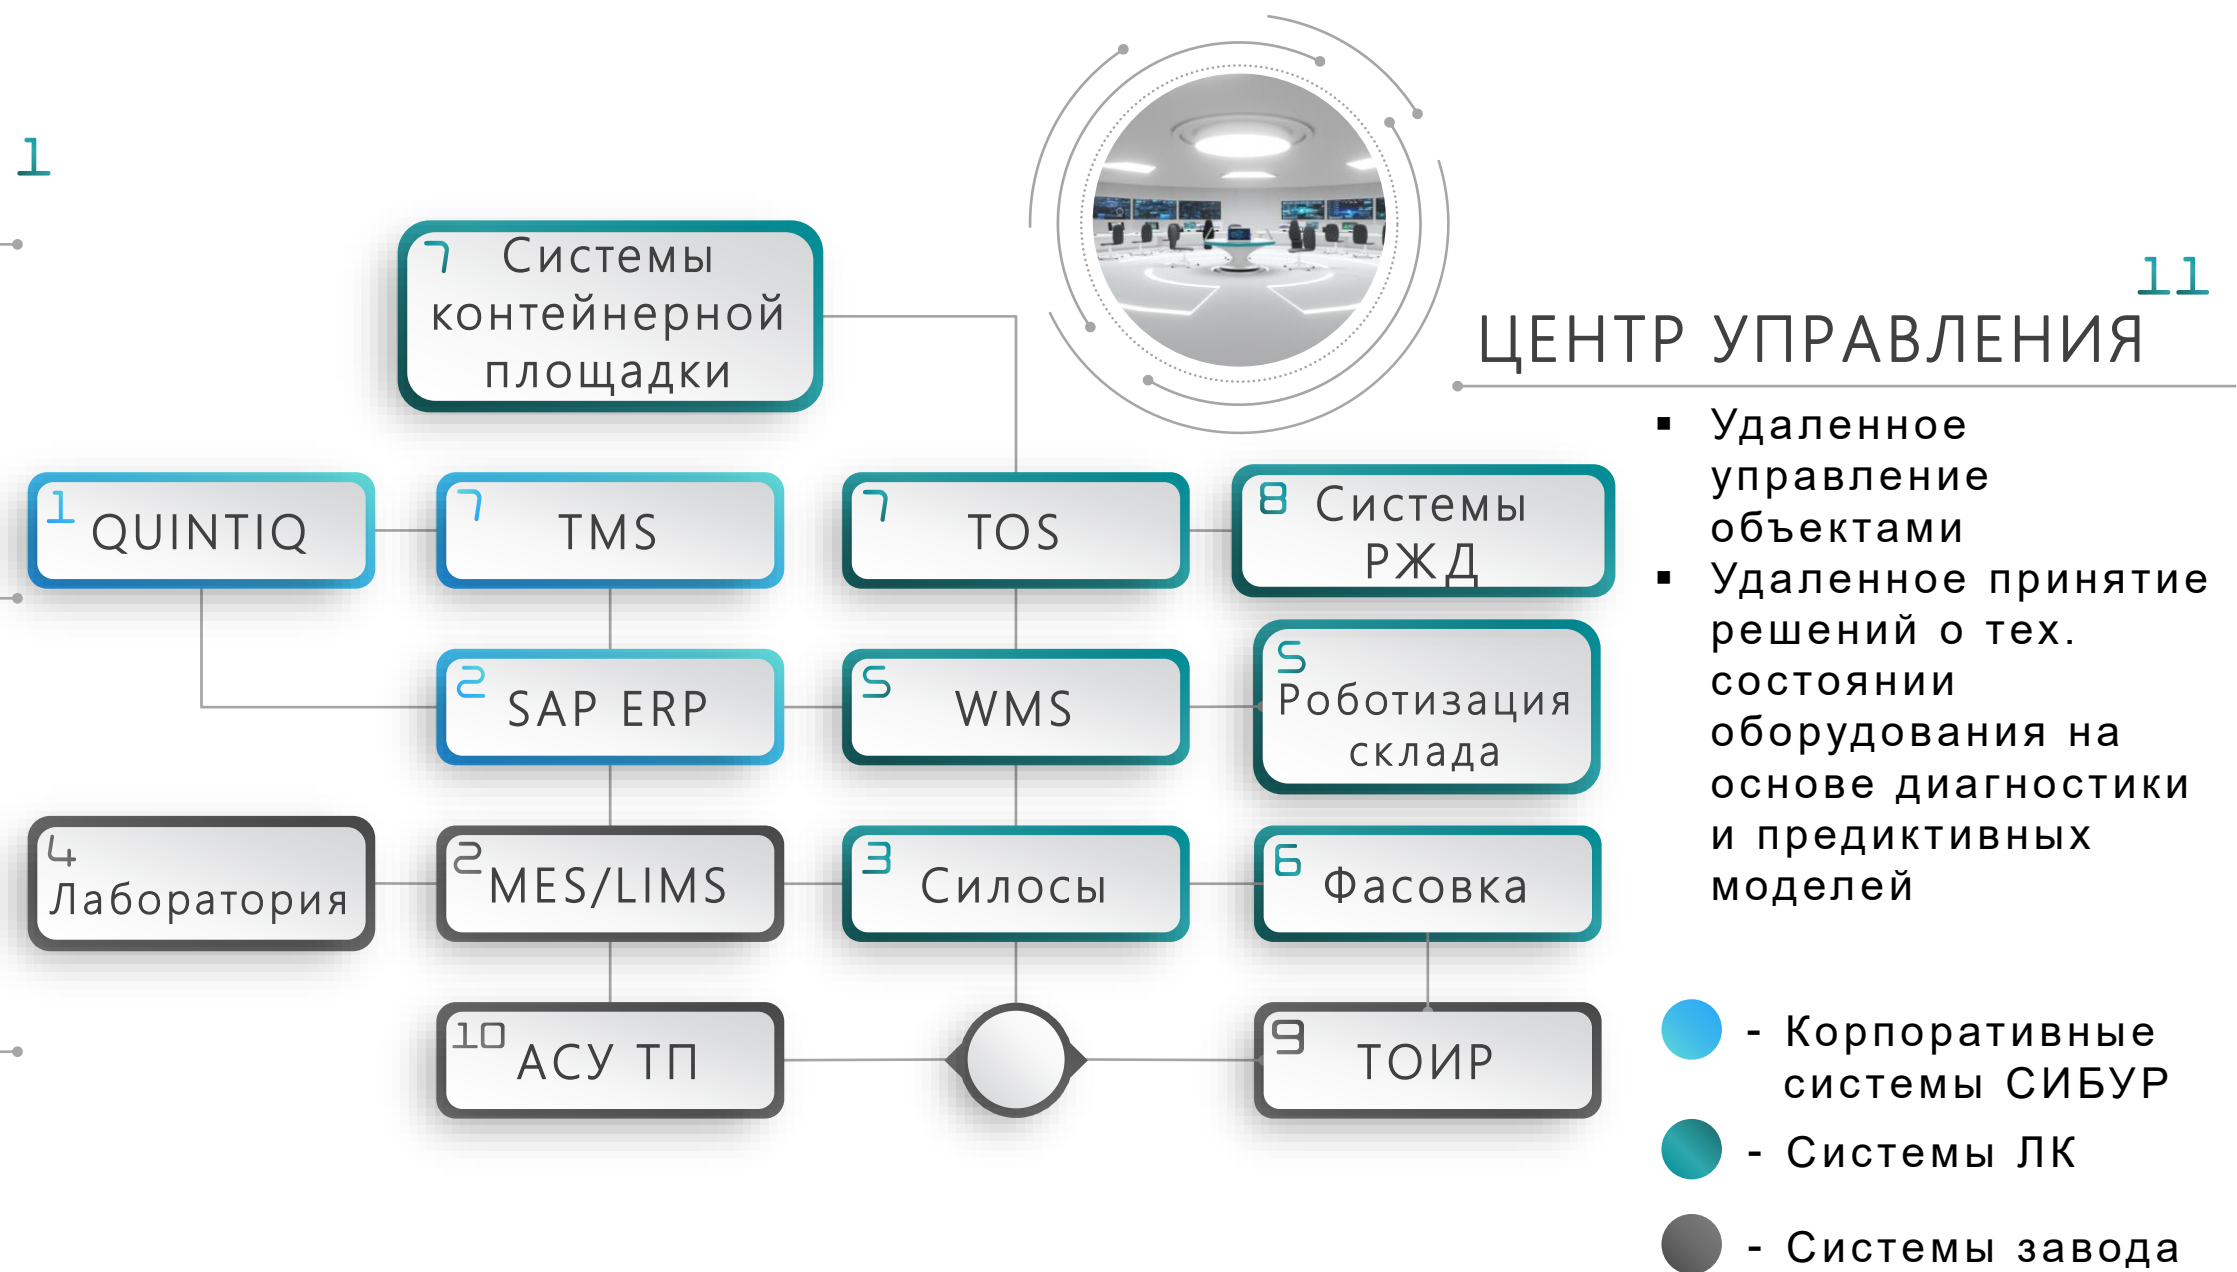 1
7
Системы
контейнерной
площадки
11
ЦЕНТР УПРАВЛЕНИЯ
▪ Удаленное
управление
объектами
▪ Удаленное принятие
решений о тех.
состоянии
оборудования на
основе диагностики
и предиктивных
моделей
1
QUINTIQ
7
TMS
7
TOS
8
Системы
РЖД
2
SAP ERP
5
WMS
5
Роботизация
склада
4
Лаборатория
2
MES/LIMS
3
Силосы
6
Фасовка
10
АСУ ТП
9
ТОИР
- Корпоративные
системы СИБУР
- Системы ЛК
- Системы завода